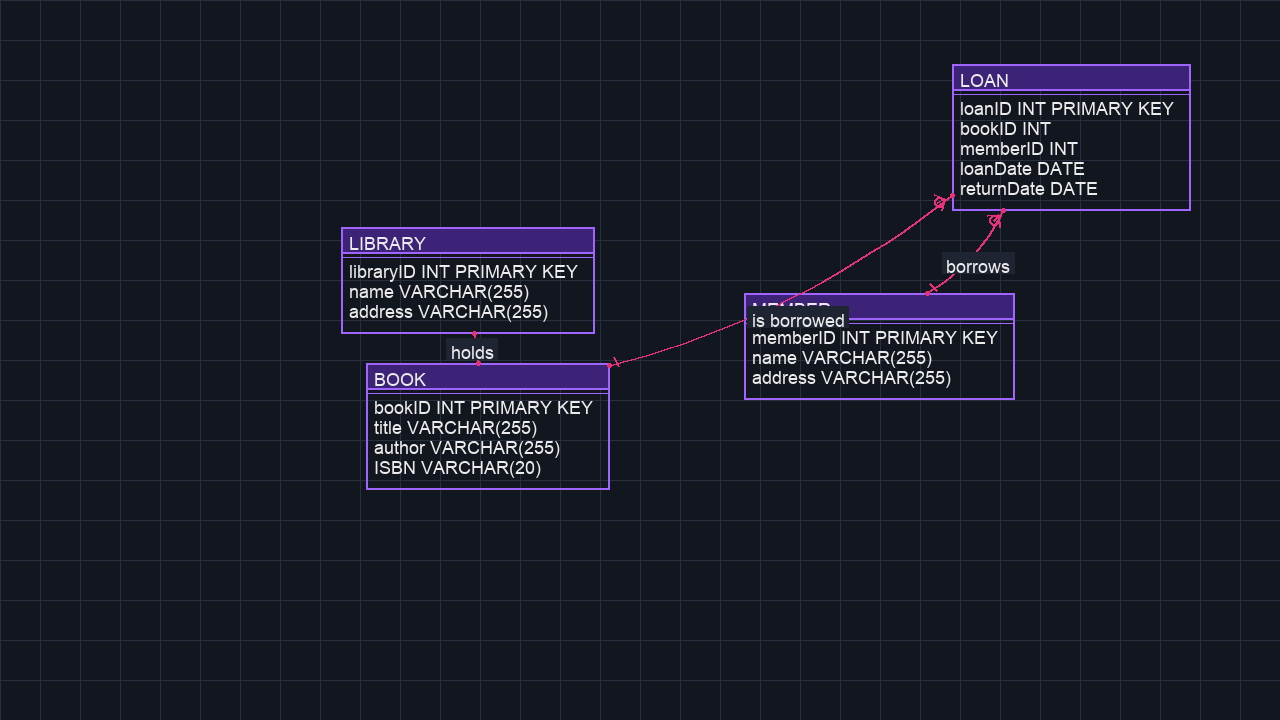 LOAN
loanID INT PRIMARY KEY
bookID INT
memberID INT
loanDate DATE
returnDate DATE
LIBRARY
libraryID INT PRIMARY KEY
name VARCHAR(255)
address VARCHAR(255)
borrows
holds
MEMBER
is borrowed
memberID INT PRIMARY KEY
name VARCHAR(255)
address VARCHAR(255)
BOOK
bookID INT PRIMARY KEY
title VARCHAR(255)
author VARCHAR(255)
ISBN VARCHAR(20)